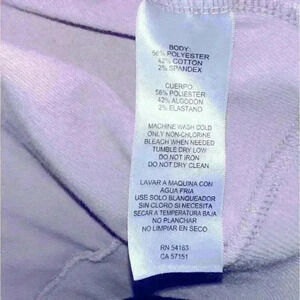 BODY:
56% POLYESTER
42% COTTON
2% SPANDEX
CUERPO:
56% POLIESTER
42% ALGODON
2% ELASTANO
MACHINE WASH COLD
ONLY NON-CHLORINE
BLEACH WHEN NEEDED
TUMBLE DRY LOW
DO NOT IRON
DO NOT DRY CLEAN
LAVAR A MAQUINA CON
AGUA FRIA
USE SOLO BLANQUEADOR
SIN CLORO SI NECESITA
SECAR A TEMPERATURA BAJA
NO PLANCHAR
NO LIMPIAR EN SECO
RN 54163
CA 57151